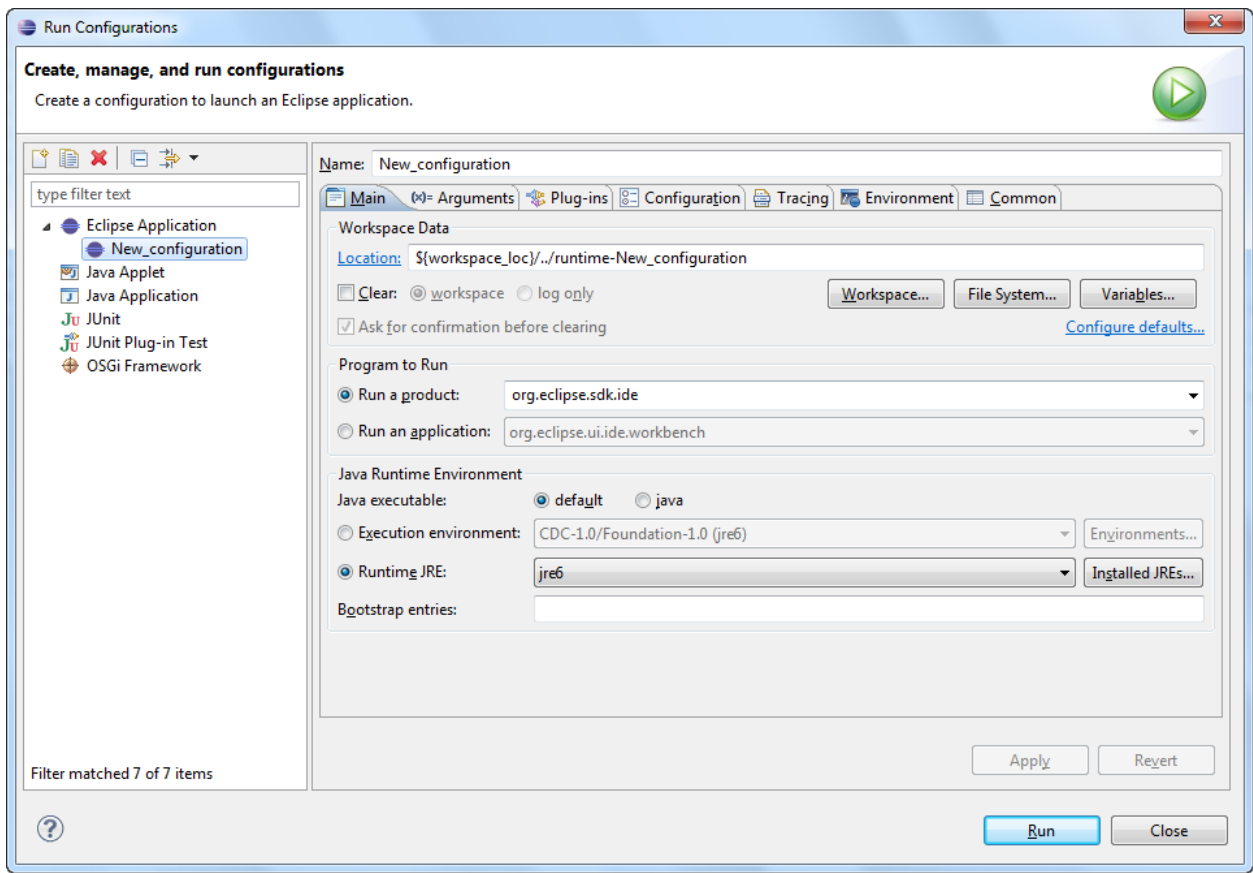 Run Configurations
Create, manage, and run configurations
Create a configuration to launch an Eclipse application.
type filter text
Eclipse Application
New_configuration
Java Applet
Java Application
JUnit
JUnit Plug-in Test
OSGi Framework
Filter matched 7 of 7 items
Name: New_configuration
Main (x)= Arguments Plug-ins Configuration Tracing Environment Common
Workspace Data
Location: ${workspace_loc}/../runtime-New_configuration
Clear: workspace log only Workspace... File System... Variables...
Ask for confirmation before clearing Configure defaults...
Program to Run
Run a product: org.eclipse.sdk.ide
Run an application: org.eclipse.ui.ide.workbench
Java Runtime Environment
Java executable: default java
Execution environment: CDC-1.0/Foundation-1.0 (jre6) Environments...
Runtime JRE: jre6 Installed JREs...
Bootstrap entries:
Apply Revert
Run Close